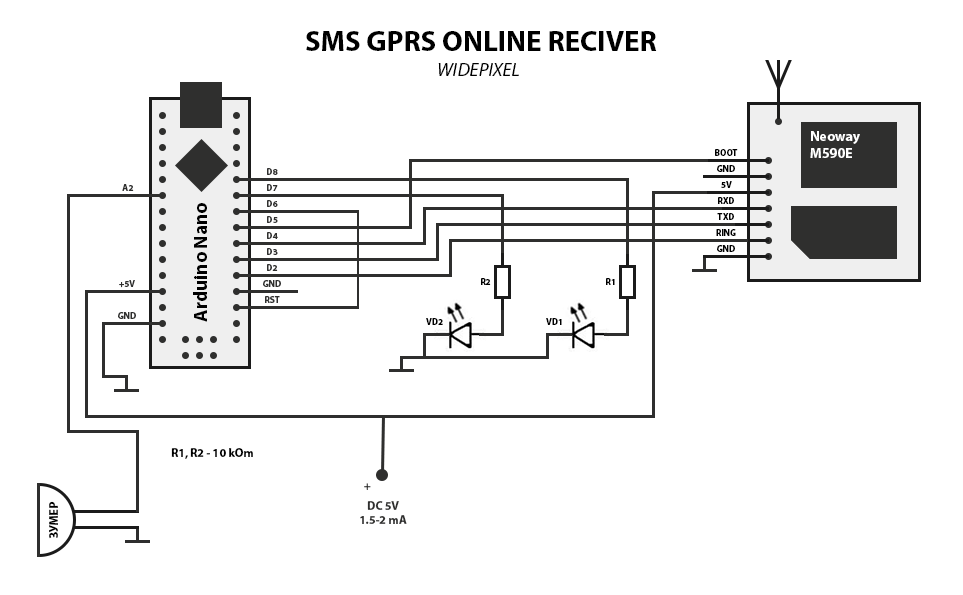 SMS GPRS ONLINE RECIVER
WIDEPIXEL
Neoway
M590E
BOOT
GND
5V
RXD
TXD
RING
GND
D8
D7
D6
D5
D4
D3
D2
GND
RST
A2
+5V
GND
Arduino Nano
R2
R1
VD2
VD1
R1, R2 - 10 kOm
+
DC 5V
1.5-2 mA
ЗУМЕР